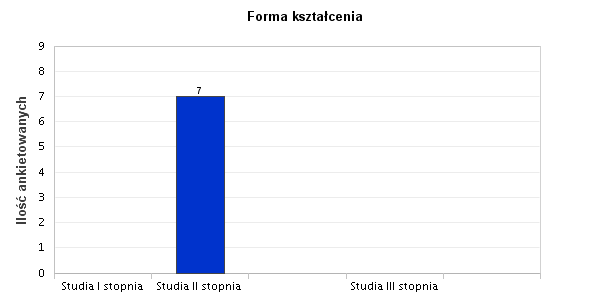 Forma kształcenia
Ilość ankietowanych
9
8
7
6
5
4
3
2
1
0
7
Studia I stopnia
Studia II stopnia
Studia III stopnia